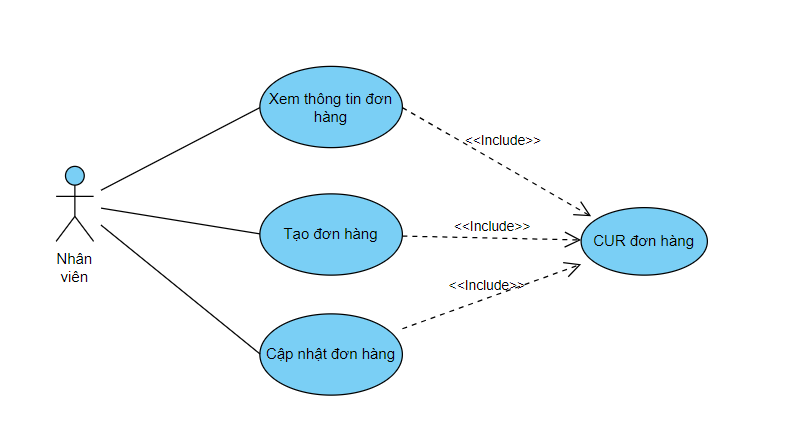 Xem thông tin đơn
hàng
<<Include>>
Tạo đơn hàng
<<Include>>
CUR đơn hàng
Nhân
viên
<<Include>>
Cập nhật đơn hàng